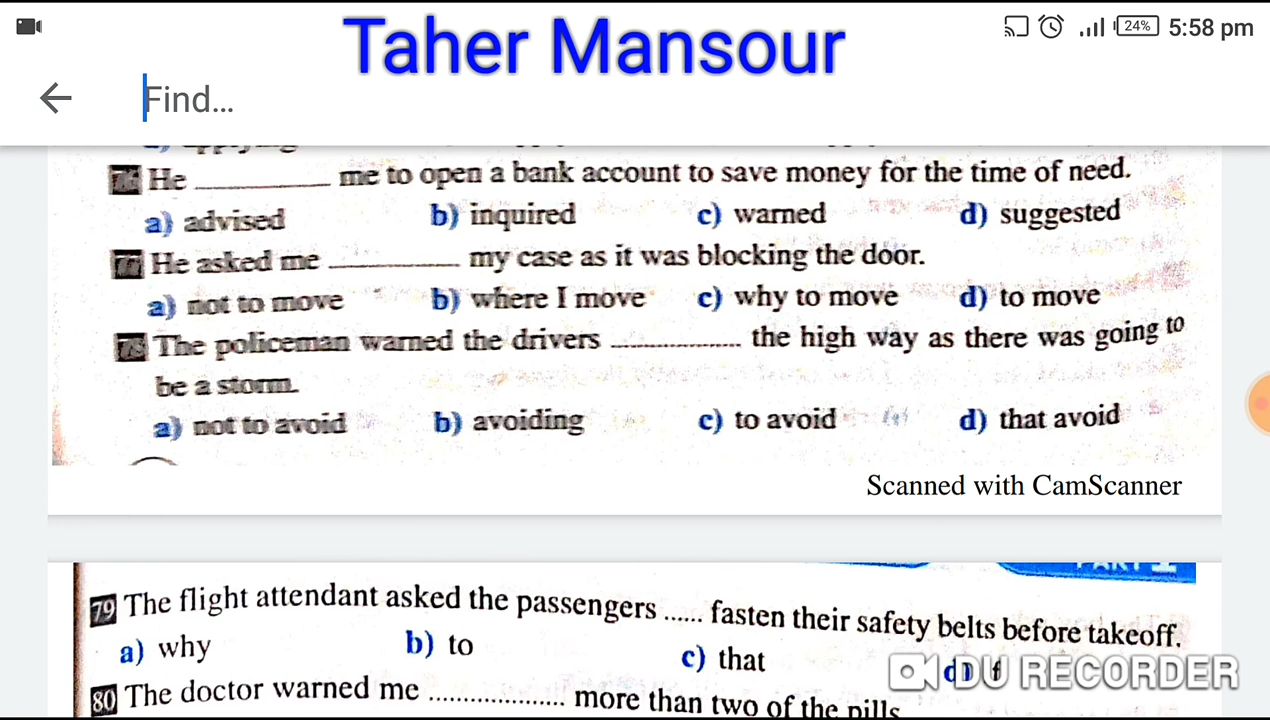 Taher Mansour
24% 5:58 pm
Find...
He ____________ me to open a bank account to save money for the time of need.
a) advised b) inquired c) warned d) suggested
77 He asked me ____________ my case as it was blocking the door.
a) not to move b) where I move c) why to move d) to move
78 The policeman warned the drivers ____________ the high way as there was going to
be a storm.
a) not to avoid b) avoiding c) to avoid d) that avoid
Scanned with CamScanner
79 The flight attendant asked the passengers ...... fasten their safety belts before takeoff.
a) why b) to c) that d)
DU RECORDER
80 The doctor warned me .................... more than two of the pills